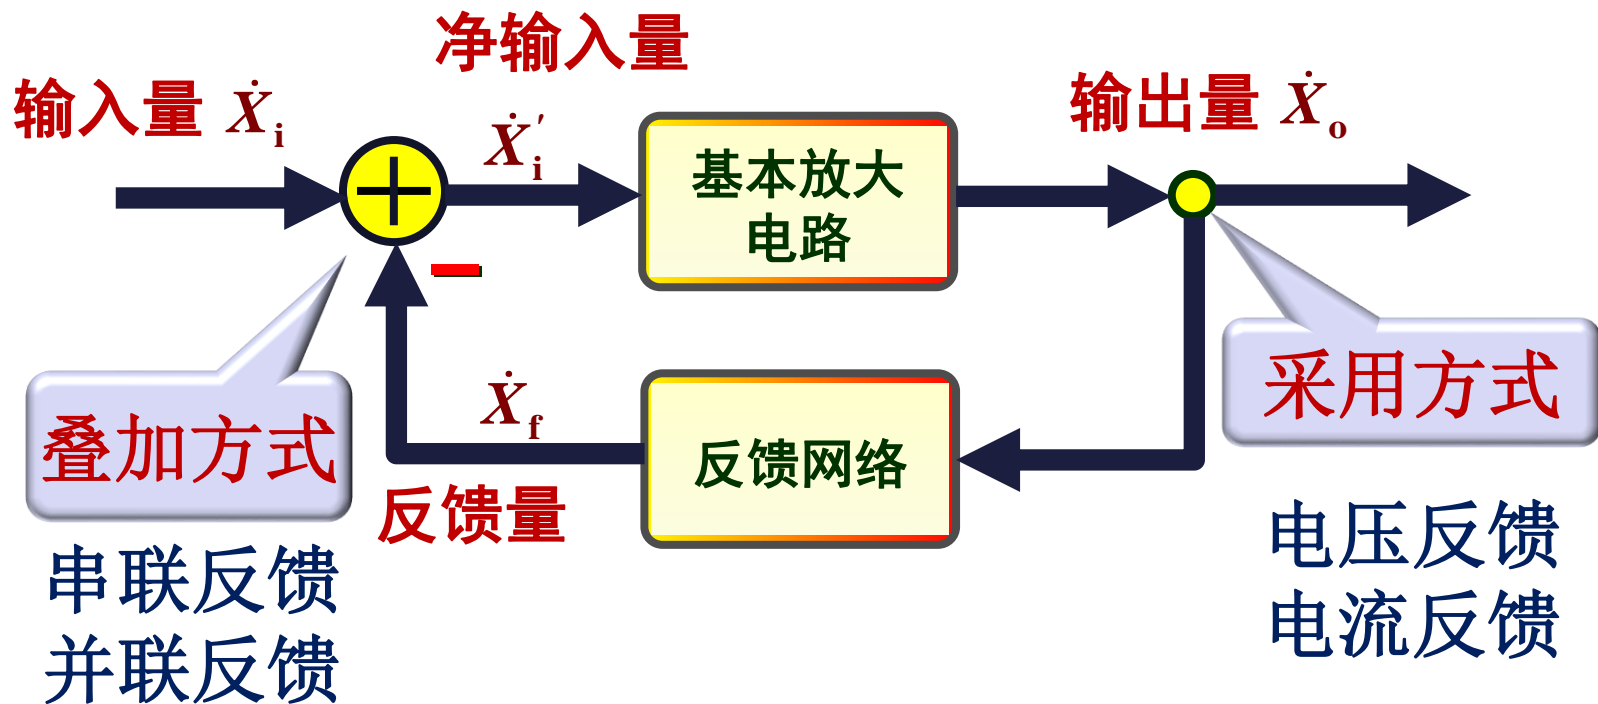 净输入量
输入量 Ẋi
Ẋi′
输出量 Ẋo
基本放大
电路
采用方式
叠加方式
Ẋf
反馈网络
反馈量
串联反馈
并联反馈
电压反馈
电流反馈